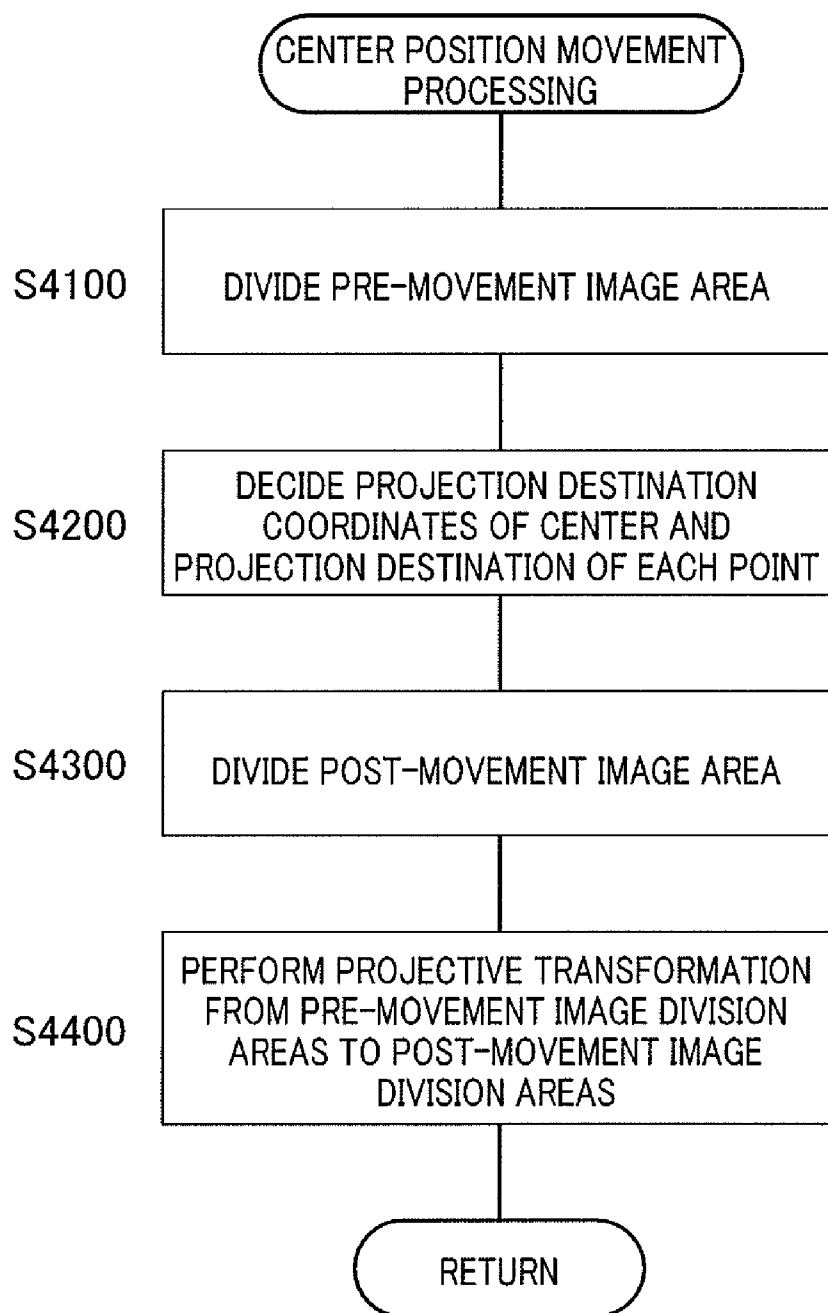 CENTER POSITION MOVEMENT
PROCESSING
S4100
DIVIDE PRE-MOVEMENT IMAGE AREA
S4200
DECIDE PROJECTION DESTINATION
COORDINATES OF CENTER AND
PROJECTION DESTINATION OF EACH POINT
S4300
DIVIDE POST-MOVEMENT IMAGE AREA
S4400
PERFORM PROJECTIVE TRANSFORMATION
FROM PRE-MOVEMENT IMAGE DIVISION
AREAS TO POST-MOVEMENT IMAGE
DIVISION AREAS
RETURN